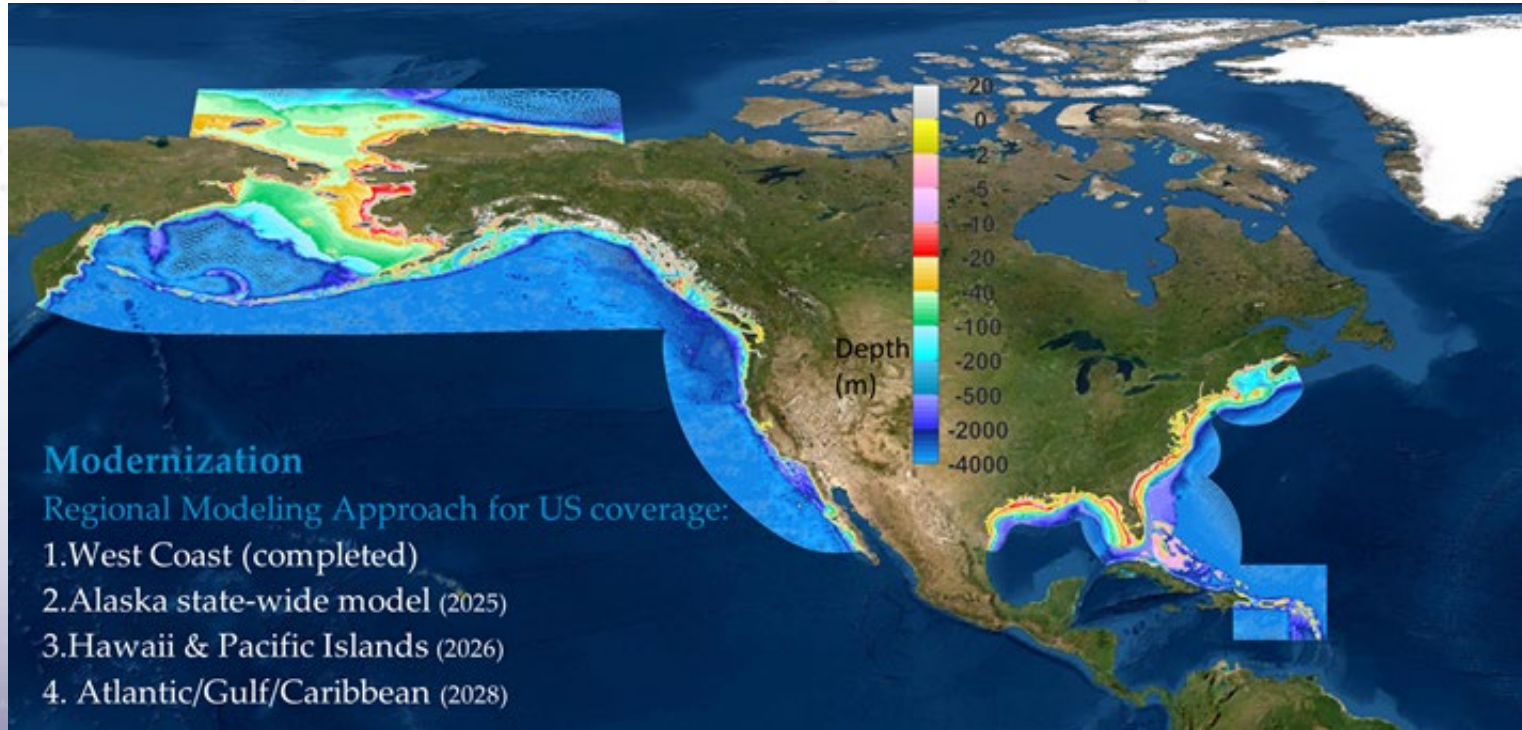 Modernization
Regional Modeling Approach for US coverage:
1.West Coast (completed)
2.Alaska state-wide model (2025)
3.Hawaii & Pacific Islands (2026)
4. Atlantic/Gulf/Caribbean (2028)
Depth
(m)
20
0
-2
-5
-10
-20
-40
-100
-200
-500
-2000
-4000